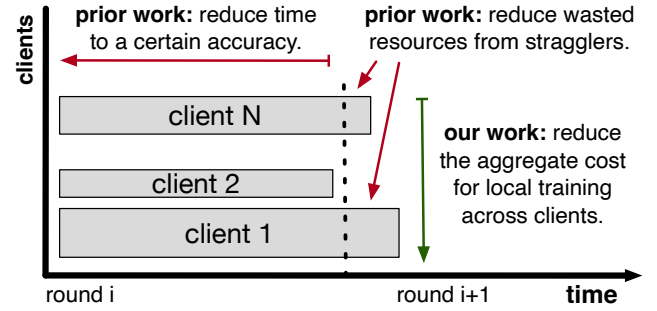 prior work: reduce time
to a certain accuracy.
prior work: reduce wasted
resources from stragglers.
clients
client N
client 2
client 1
our work: reduce
the aggregate cost
for local training
across clients.
round i
round i+1
time